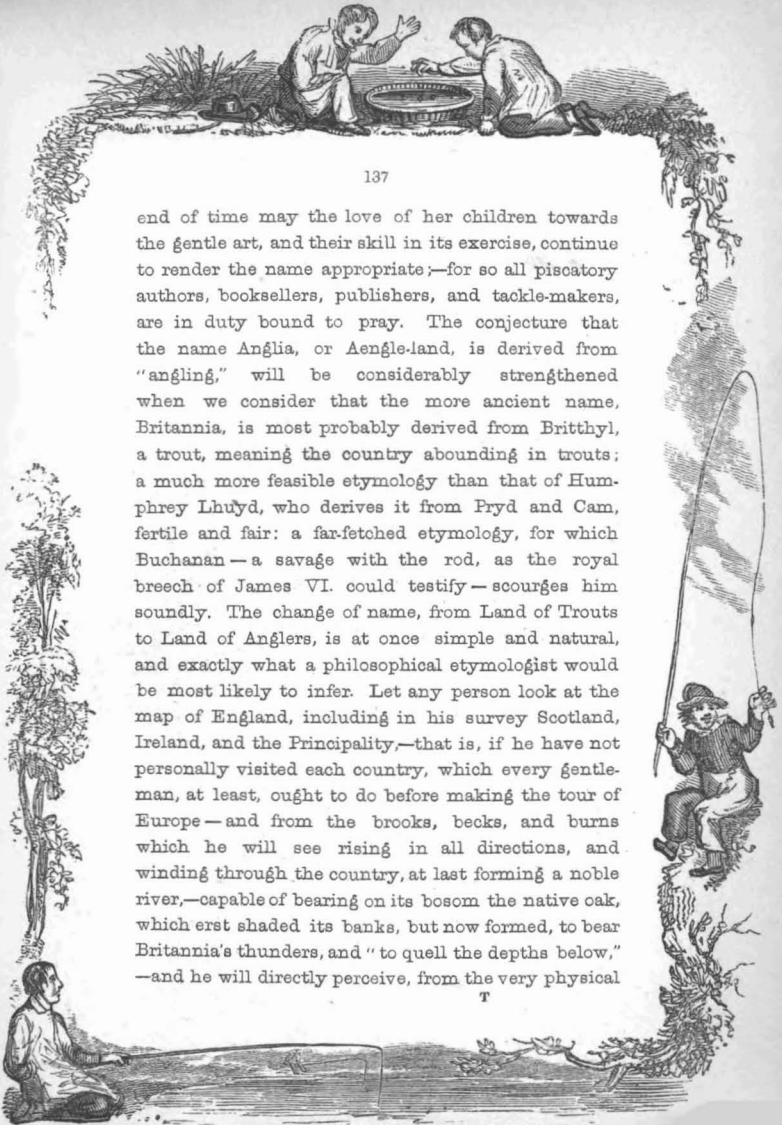 137
end of time may the love of her children towards
the gentle art, and their skill in its exercise, continue
to render the name appropriate;—for so all piscatory
authors, booksellers, publishers, and tackle-makers,
are in duty bound to pray. The conjecture that
the name Anglia, or Aengle-land, is derived from
"angling," will be considerably strengthened
when we consider that the more ancient name,
Britannia, is most probably derived from Britthyl,
a trout, meaning the country abounding in trouts;
a much more feasible etymology than that of Hum-
phrey Lhuyd, who derives it from Pryd and Cam,
fertile and fair: a far-fetched etymology, for which
Buchanan—a savage with the rod, as the royal
breech of James VI. could testify—scourges him
soundly. The change of name, from Land of Trouts
to Land of Anglers, is at once simple and natural,
and exactly what a philosophical etymologist would
be most likely to infer. Let any person look at the
map of England, including in his survey Scotland,
Ireland, and the Principality,—that is, if he have not
personally visited each country, which every gentle-
man, at least, ought to do before making the tour of
Europe—and from the brooks, becks, and burns
which he will see rising in all directions, and
winding through the country, at last forming a noble
river,—capable of bearing on its bosom the native oak,
which erst shaded its banks, but now formed, to bear
Britannia's thunders, and "to quell the depths below,"
—and he will directly perceive, from the very physical
T